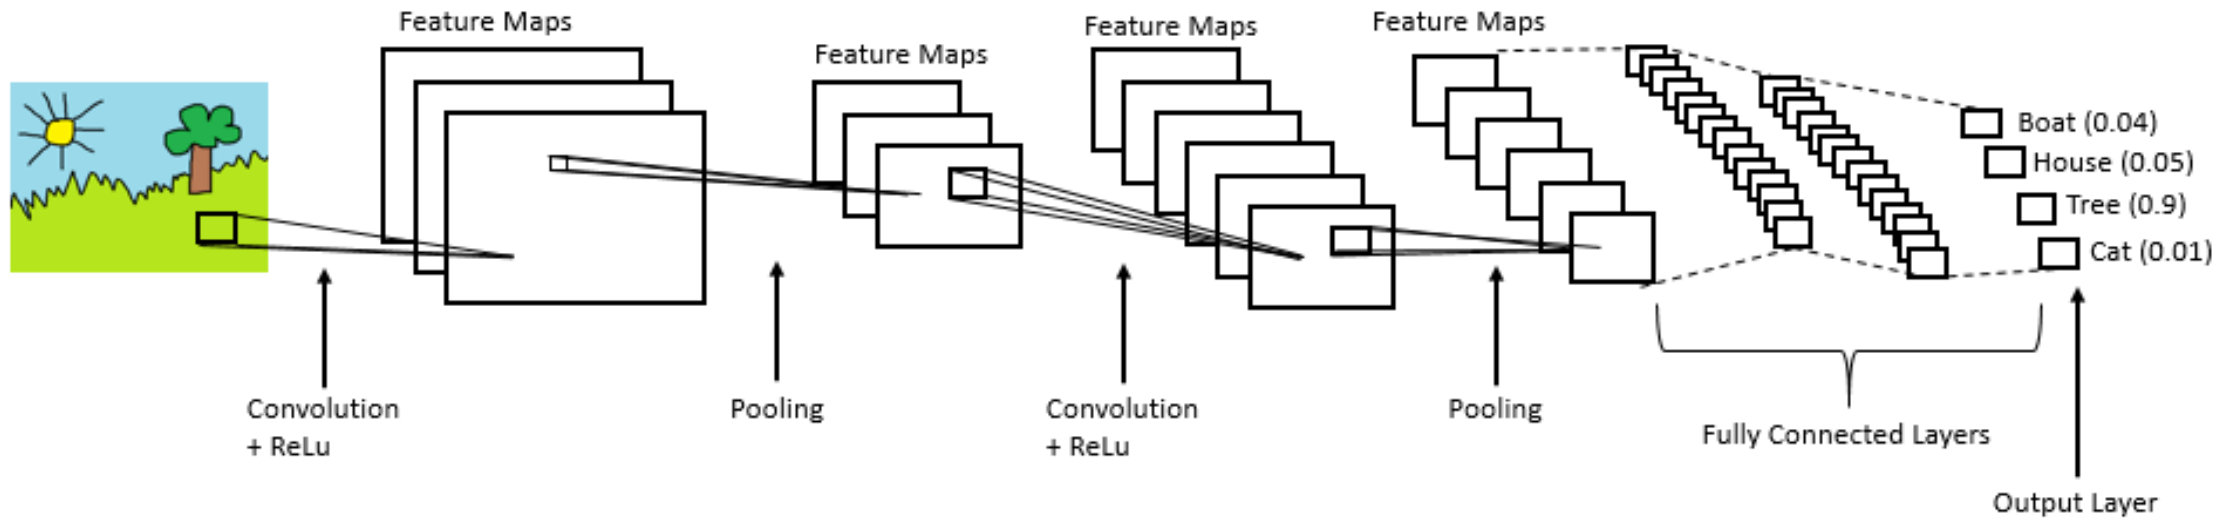 Feature Maps
Feature Maps
Feature Maps
Feature Maps
Boat (0.04)
House (0.05)
Tree (0.9)
Cat (0.01)
Convolution
+ ReLu
Pooling
Convolution
+ ReLu
Pooling
Fully Connected Layers
Output Layer